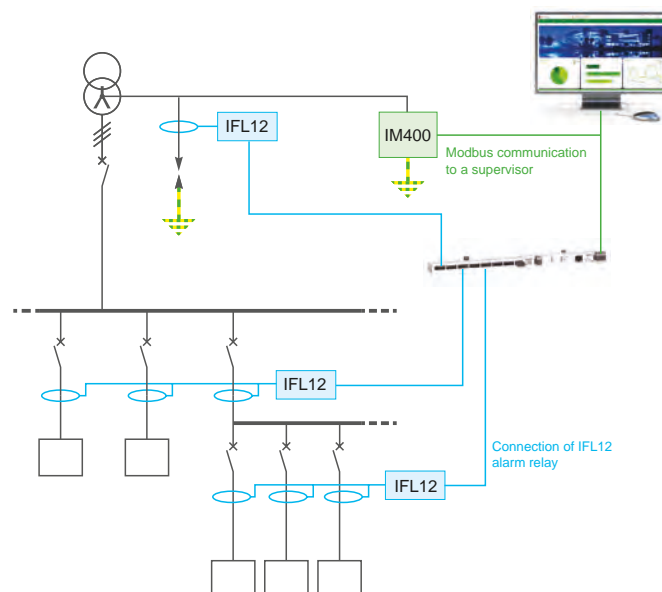 IFL12
IM400
Modbus communication
to a supervisor
IFL12
Connection of IFL12
alarm relay
IFL12